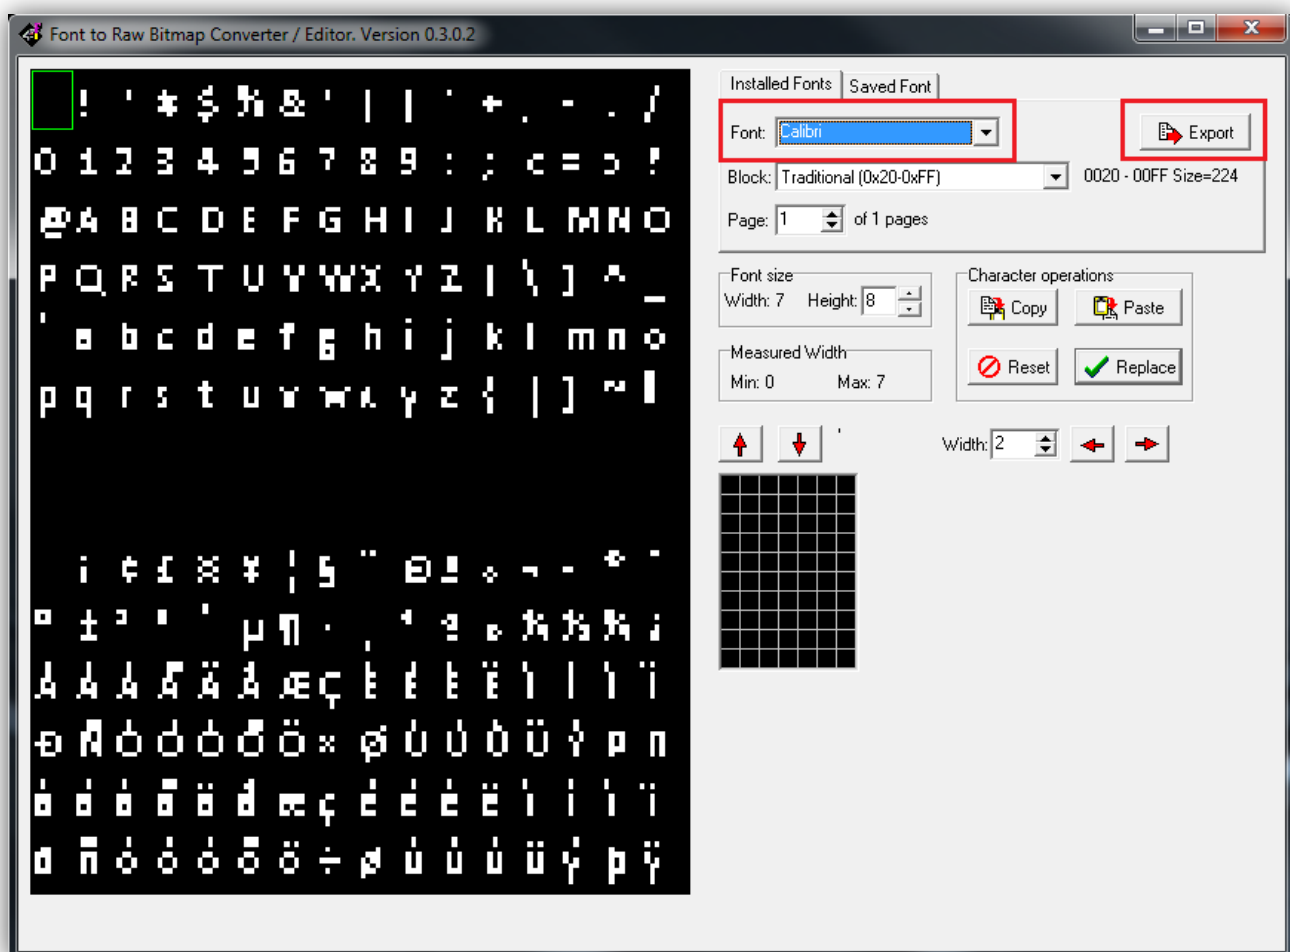 Font to Raw Bitmap Converter / Editor. Version 0.3.0.2
Installed Fonts
Saved Font
Font: Calibri
Export
Block: Traditional (0x20-0xFF)
0020 - 00FF Size=224
Page: 1 of 1 pages
Font size
Width: 7 Height: 8
Character operations
Copy
Paste
Measured Width
Min: 0 Max: 7
Reset
Replace
Width: 2
! ' * $ % & ' | | ' + , - . /
0 1 2 3 4 5 6 7 8 9 : ; c = ɔ !
@ A B C D E F G H I J K L M N O
P Q R S T U V W X Y Z | \ ] ^ _
' a b c d e f g h i j k l m n o
p q r s t u v w x y z { | ] ~
¡ ¢ £ ¤ ¥ ¦ §